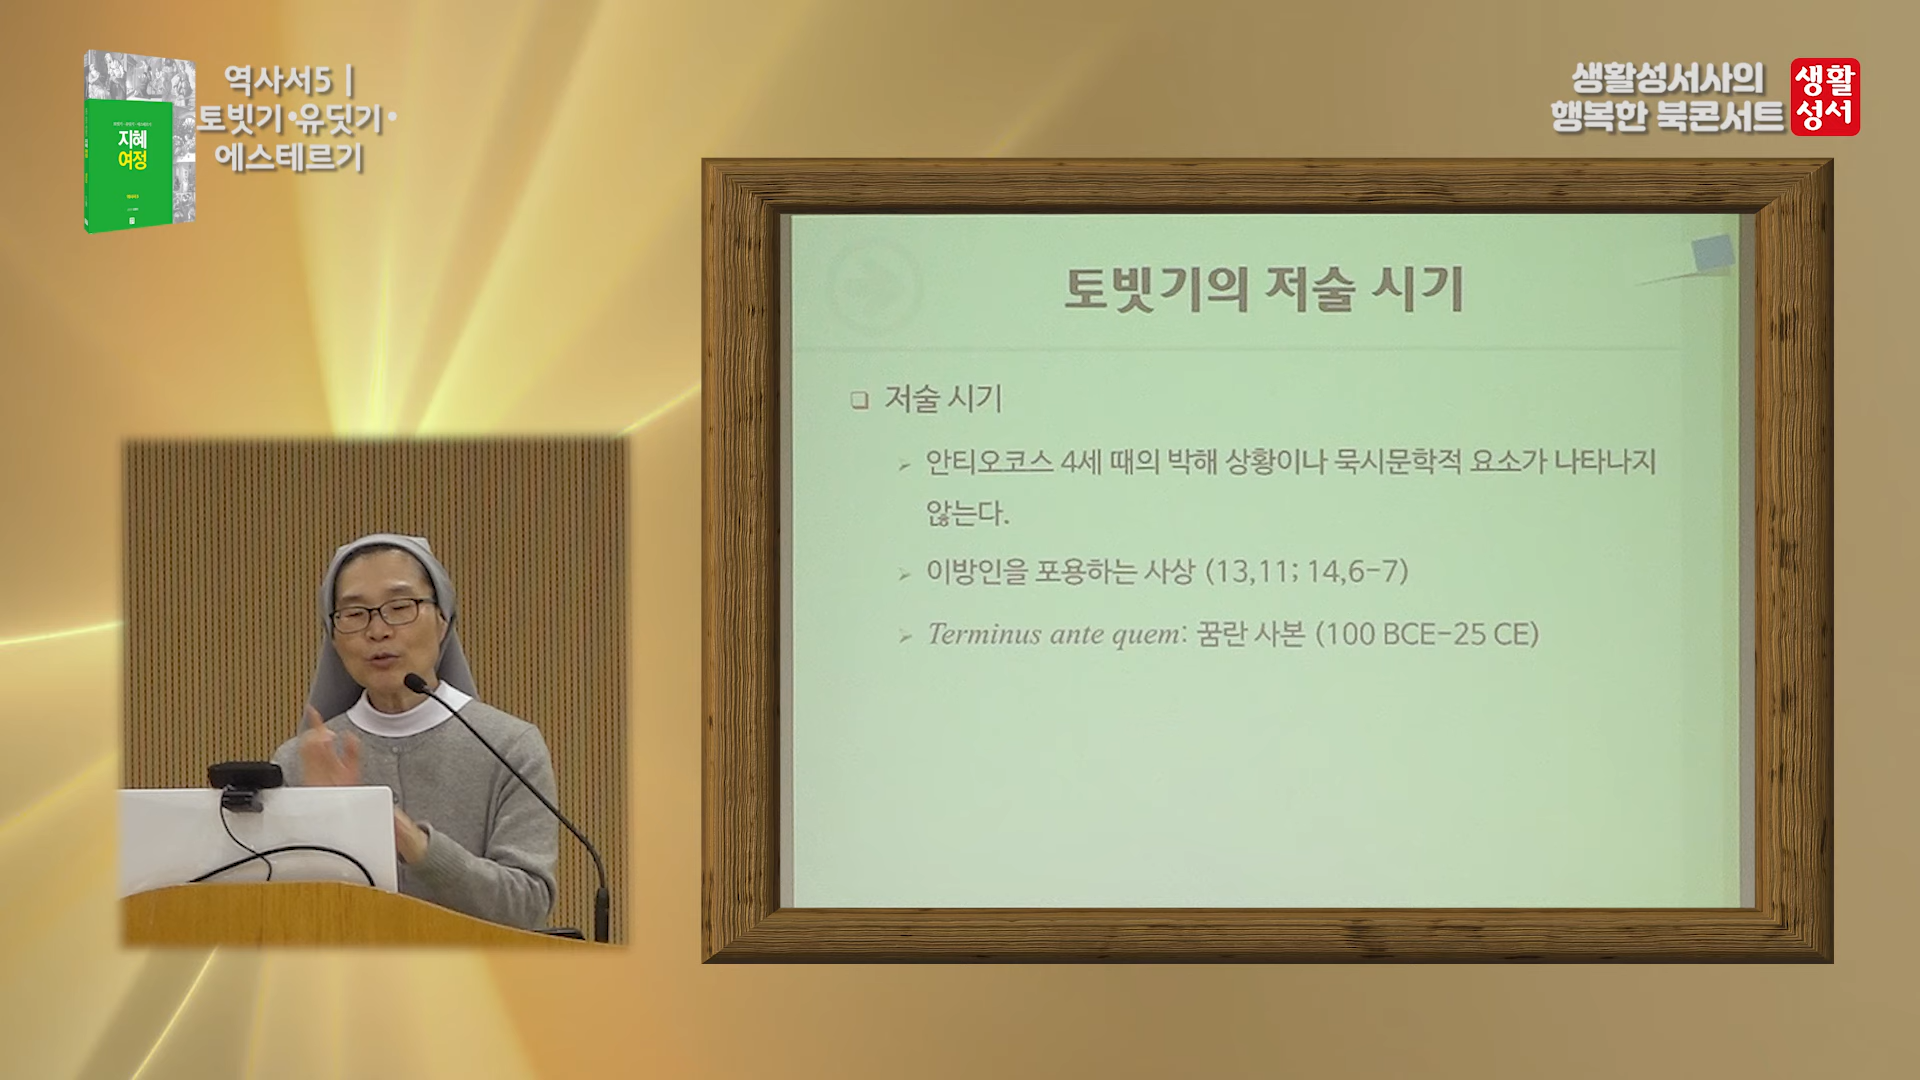 역사서5 |
토빗기·유딧기·
에스테르기
지혜
여정
생활성서사의
행복한 북콘서트
생활
성서
토빗기의 저술 시기
❑ 저술 시기
➢ 안티오코스 4세 때의 박해 상황이나 묵시문학적 요소가 나타나지
않는다.
➢ 이방인을 포용하는 사상 (13,11; 14,6-7)
➢ Terminus ante quem: 꿈란 사본 (100 BCE-25 CE)